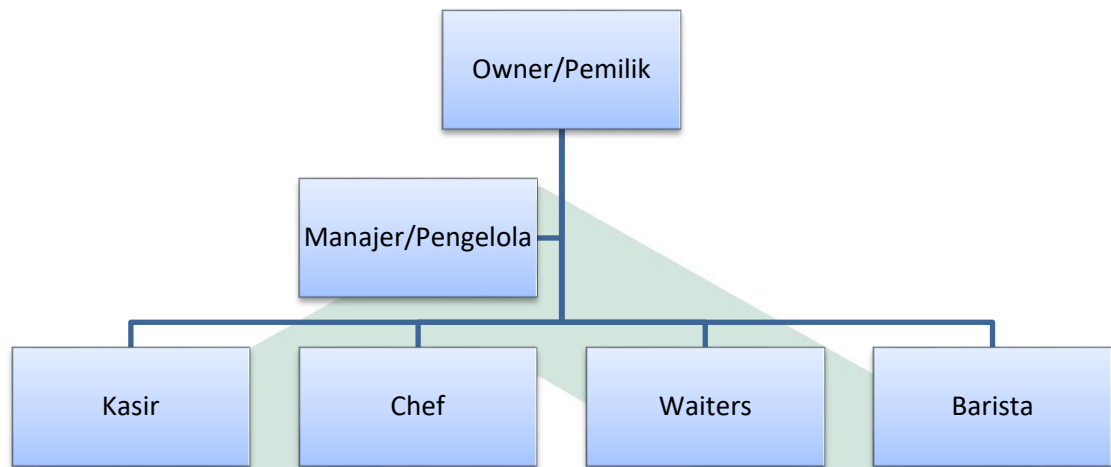 Owner/Pemilik
Manajer/Pengelola
Kasir
Chef
Waiters
Barista